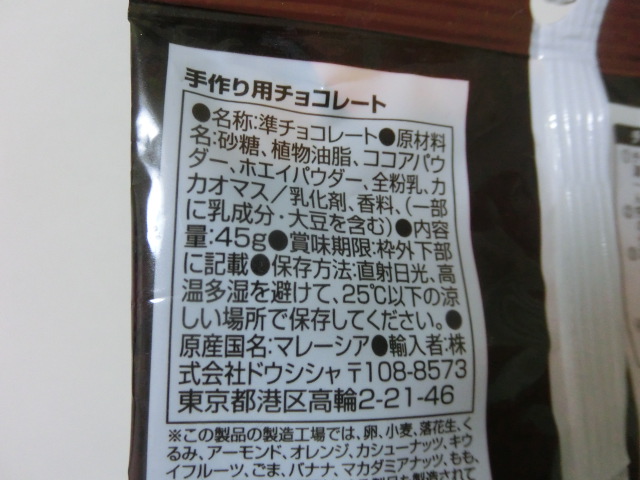 手作り用チョコレート
●名称:準チョコレート●原材料
名:砂糖、植物油脂、ココアパウ
ダー、ホエイパウダー、全粉乳、カ
カオマス/乳化剤、香料、(一部
に乳成分・大豆を含む)●内容
量:45g●賞味期限:枠外下部
に記載●保存方法:直射日光、高
温多湿を避けて、25℃以下の涼
しい場所で保存してください。●
原産国名:マレーシア●輸入者:株
式会社ドウシシャ〒108-8573
東京都港区高輪2-21-46
※この製品の製造工場では、卵、小麦、落花生、く
るみ、アーモンド、オレンジ、カシューナッツ、キウ
イフルーツ、ごま、バナナ、マカダミアナッツ、もも、